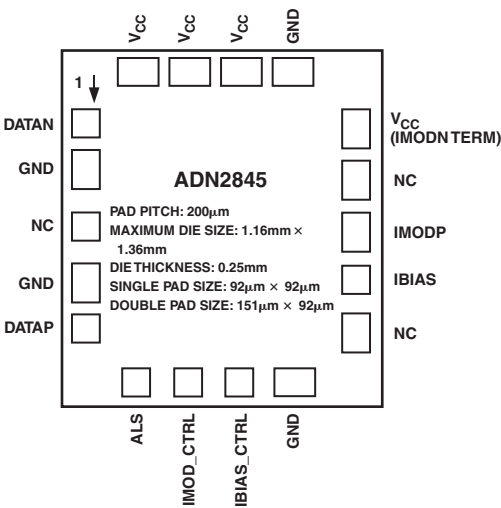 VCC
VCC
VCC
GND
1
DATAN
GND
NC
GND
DATAP
ADN2845
PAD PITCH: 200μm
MAXIMUM DIE SIZE: 1.16mm ×
1.36mm
DIE THICKNESS: 0.25mm
SINGLE PAD SIZE: 92μm × 92μm
DOUBLE PAD SIZE: 151μm × 92μm
VCC
(IMODN TERM)
NC
IMODP
IBIAS
NC
ALS
IMOD_CTRL
IBIAS_CTRL
GND